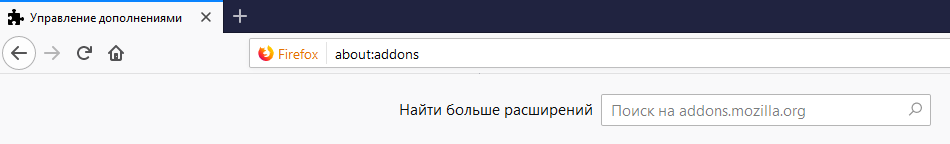 Управление дополнениями
Firefox about:addons
Найти больше расширений Поиск на addons.mozilla.org